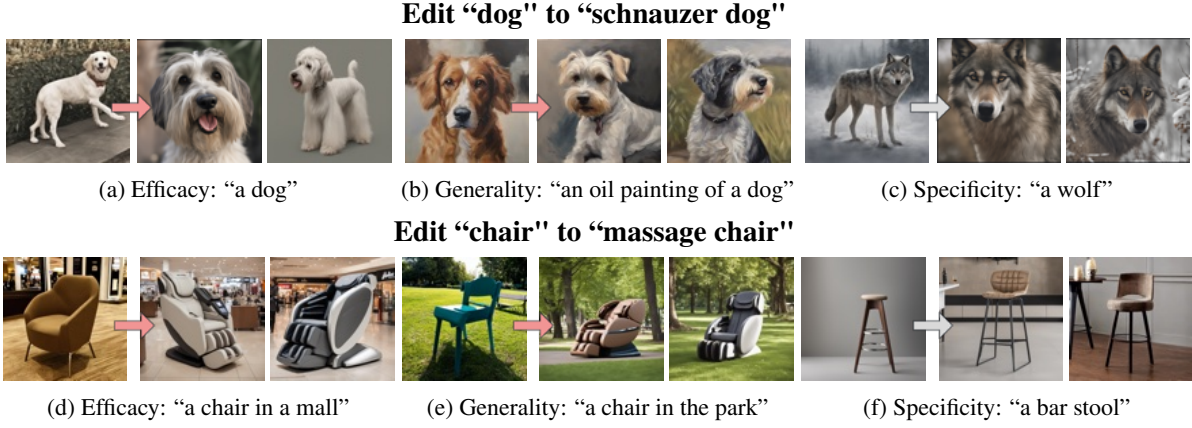 Edit “dog" to “schnauzer dog"
(a) Efficacy: “a dog”
(b) Generality: “an oil painting of a dog”
(c) Specificity: “a wolf”
Edit “chair" to “massage chair"
(d) Efficacy: “a chair in a mall”
(e) Generality: “a chair in the park”
(f) Specificity: “a bar stool”